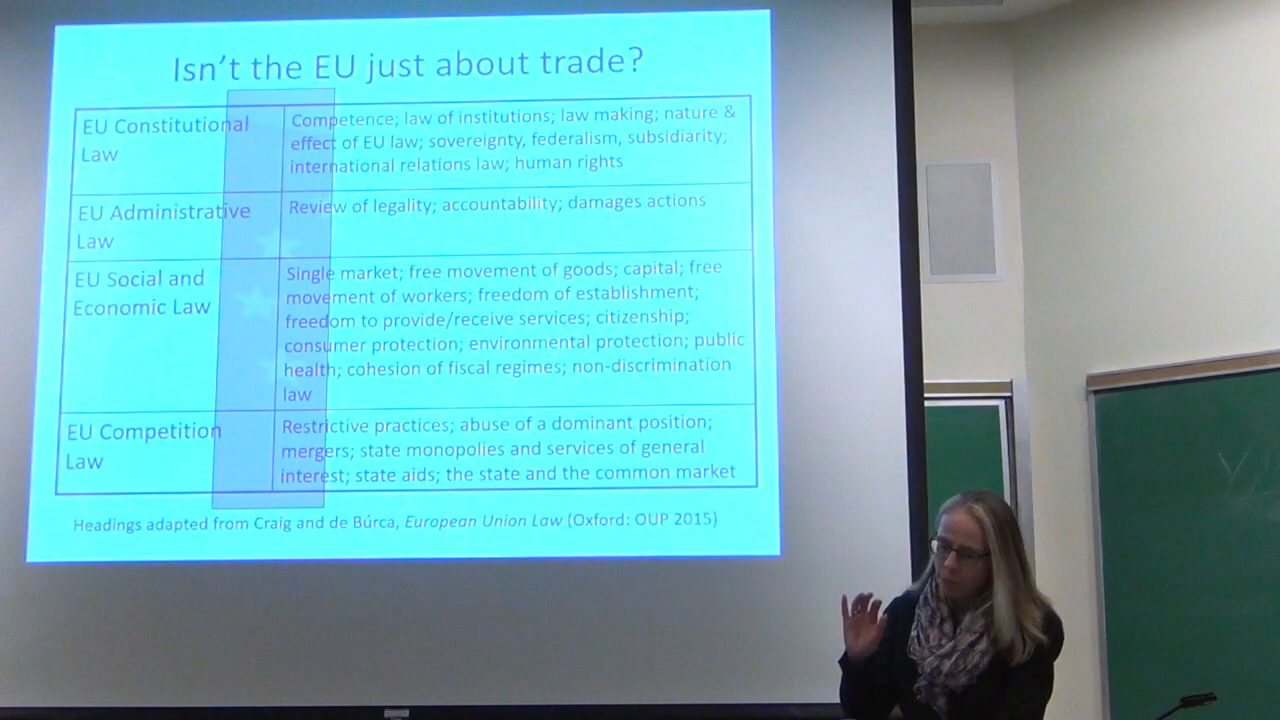 Isn't the EU just about trade?
EU Constitutional
Law
Competence; law of institutions; law making; nature &
effect of EU law; sovereignty, federalism, subsidiarity;
international relations law; human rights
EU Administrative
Law
Review of legality; accountability; damages actions
EU Social and
Economic Law
Single market; free movement of goods; capital; free
movement of workers; freedom of establishment;
freedom to provide/receive services; citizenship;
consumer protection; environmental protection; public
health; cohesion of fiscal regimes; non-discrimination
law
EU Competition
Law
Restrictive practices; abuse of a dominant position;
mergers; state monopolies and services of general
interest; state aids; the state and the common market
Headings adapted from Craig and de Búrca, European Union Law (Oxford: OUP 2015)